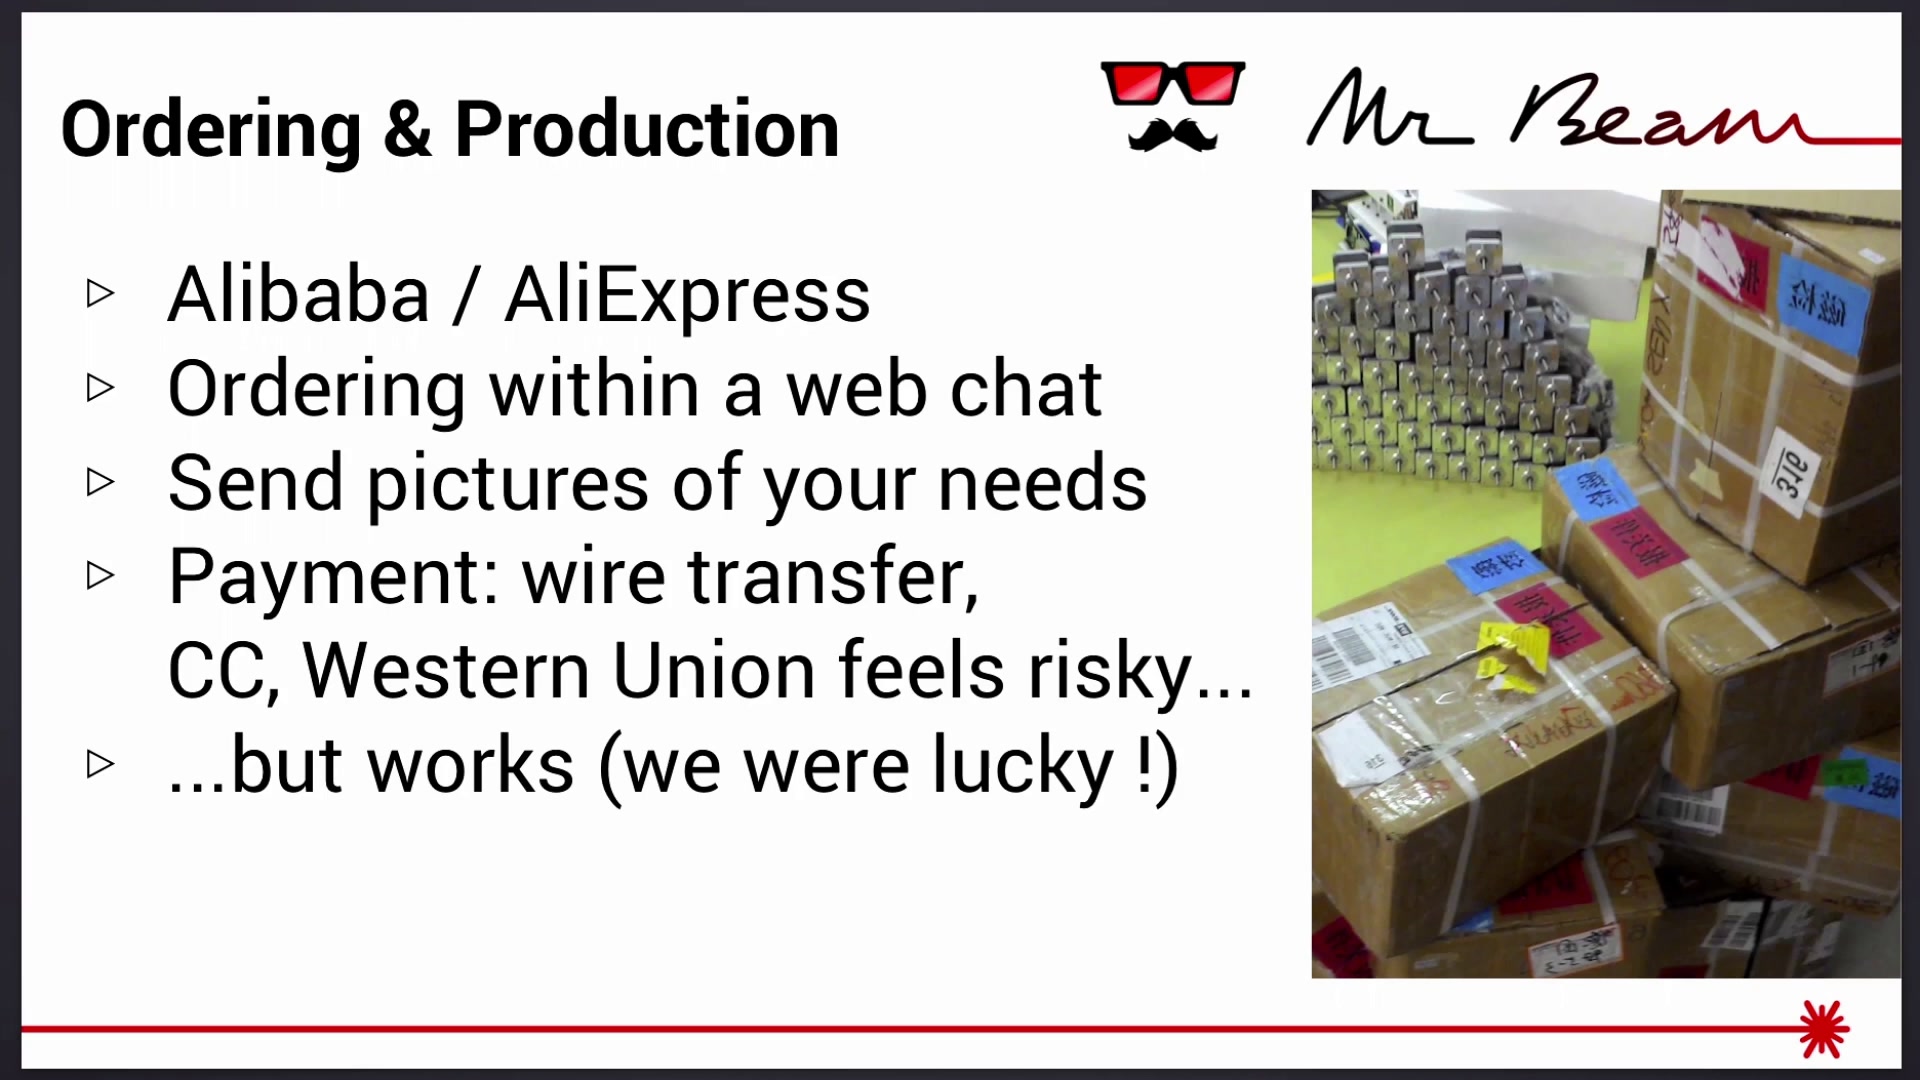 Ordering & Production
Mr Beam
▷ Alibaba / AliExpress
▷ Ordering within a web chat
▷ Send pictures of your needs
▷ Payment: wire transfer,
CC, Western Union feels risky...
▷ ...but works (we were lucky !)